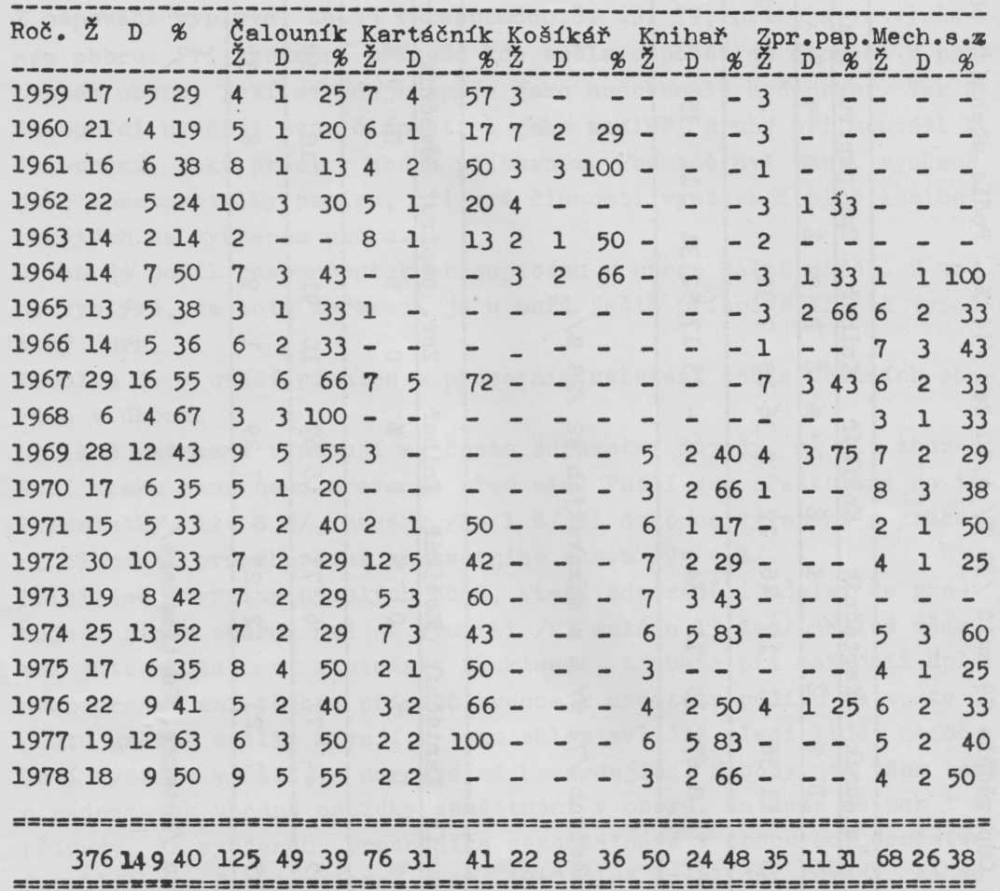 Roč. Ž D % Čalouník Kartáčník Košíkář Knihař Zpr.pap.Mech.s.z
Ž D % Ž D % Ž D % Ž D % Ž D % Ž D %
1959 17 5 29 4 1 25 7 4 57 3 - - - - - 3 - - - - -
1960 21 4 19 5 1 20 6 1 17 7 2 29 - - - 3 - - - - -
1961 16 6 38 8 1 13 4 2 50 3 3 100 - - - 1 - - - - -
1962 22 5 24 10 3 30 5 1 20 4 - - - - - 3 1 33 - - -
1963 14 2 14 2 - - 8 1 13 2 1 50 - - - 2 - - - - -
1964 14 7 50 7 3 43 - - - 3 2 66 - - - 3 1 33 1 1 100
1965 13 5 38 3 1 33 1 - - - - - - - - 3 2 66 6 2 33
1966 14 5 36 6 2 33 - - - - - - - - - 1 - - 7 3 43
1967 29 16 55 9 6 66 7 5 72 - - - - - - 7 3 43 6 2 33
1968 6 4 67 3 3 100 - - - - - - - - - - - - 3 1 33
1969 28 12 43 9 5 55 3 - - - - - 5 2 40 4 3 75 7 2 29
1970 17 6 35 5 1 20 - - - - - - 3 2 66 1 - - 8 3 38
1971 15 5 33 5 2 40 2 1 50 - - - 6 1 17 - - - 2 1 50
1972 30 10 33 7 2 29 12 5 42 - - - 7 2 29 - - - 4 1 25
1973 19 8 42 7 2 29 5 3 60 - - - 7 3 43 - - - - - -
1974 25 13 52 7 2 29 7 3 43 - - - 6 5 83 - - - 5 3 60
1975 17 6 35 8 4 50 2 1 50 - - - 3 - - - - - 4 1 25
1976 22 9 41 5 2 40 3 2 66 - - - 4 2 50 4 1 25 6 2 33
1977 19 12 63 6 3 50 2 2 100 - - - 6 5 83 - - - 5 2 40
1978 18 9 50 9 5 55 2 2 - - - - 3 2 66 - - - 4 2 50
376 149 40 125 49 39 76 31 41 22 8 36 50 24 48 35 11 31 68 26 38